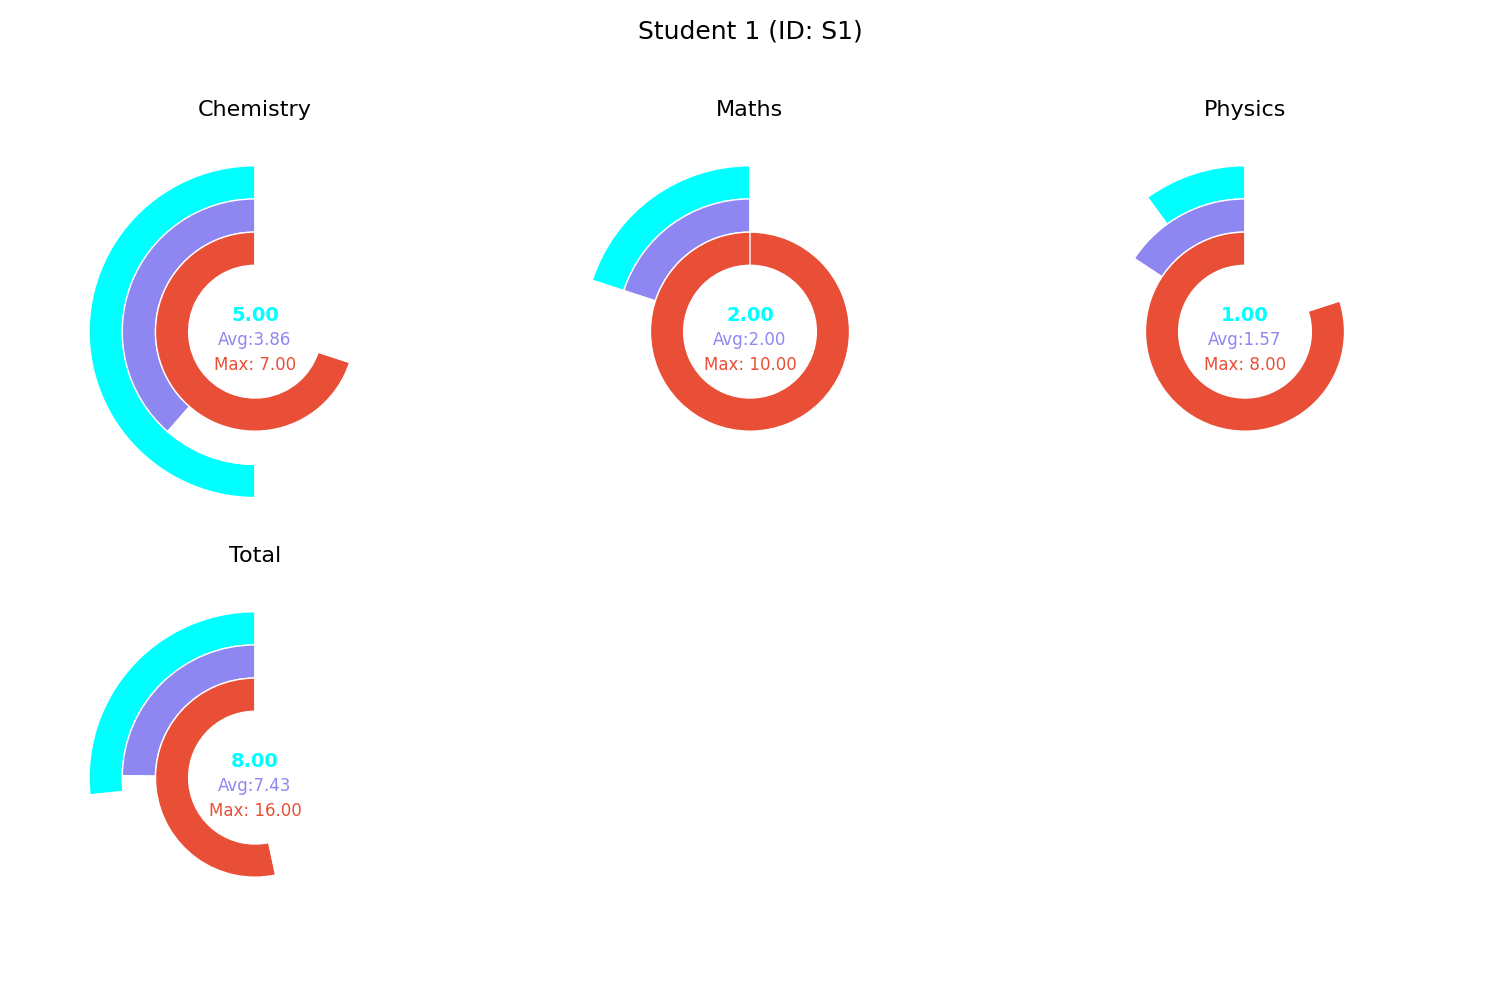 Student 1 (ID: S1)
Chemistry
5.00
Avg:3.86
Max: 7.00
Maths
2.00
Avg:2.00
Max: 10.00
Physics
1.00
Avg:1.57
Max: 8.00
Total
8.00
Avg:7.43
Max: 16.00